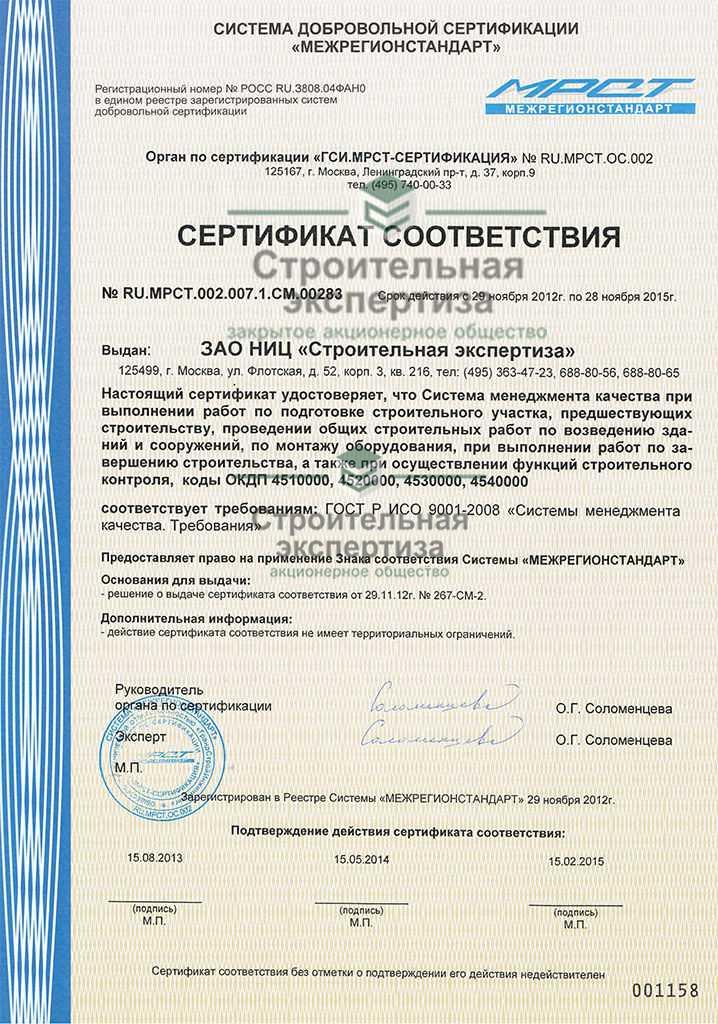 СИСТЕМА ДОБРОВОЛЬНОЙ СЕРТИФИКАЦИИ
«МЕЖРЕГИОНСТАНДАРТ»
Регистрационный номер № РОСС RU.З808.04ФАН0
в едином реестре зарегистрированных систем
добровольной сертификации
МРСТ
МЕЖРЕГИОНСТАНДАРТ
Орган по сертификации «ГСИ.МРСТ-СЕРТИФИКАЦИЯ» № RU.МРСТ.ОС.002
125167, г. Москва, Ленинградский пр-т, д. 37, корп.9
тел. (495) 740-00-33
СЕРТИФИКАТ СООТВЕТСТВИЯ
Строительная
экспертиза
закрытое акционерное общество
№ RU.МРСТ.002.007.1.СМ.00283
Срок действия с 29 ноября 2012г. по 28 ноября 2015г.
Выдан: ЗАО НИЦ «Строительная экспертиза»
125499, г. Москва, ул. Флотская, д. 52, корп. 3, кв. 216, тел: (495) 363-47-23, 688-80-56, 688-80-65
Настоящий сертификат удостоверяет, что Система менеджмента качества при
выполнении работ по подготовке строительного участка, предшествующих
строительству, проведении общих строительных работ по возведению зда-
ний и сооружений, по монтажу оборудования, при выполнении работ по за-
вершению строительства, а также при осуществлении функций строительного
контроля, коды ОКДП 4510000, 4520000, 4530000, 4540000
соответствует требованиям: ГОСТ Р ИСО 9001-2008 «Системы менеджмента
качества. Требования»
Строительная
экспертиза
акционерное общество
Предоставляет право на применение Знака соответствия Системы «МЕЖРЕГИОНСТАНДАРТ»
Основания для выдачи:
- решение о выдаче сертификата соответствия от 29.11.12г. № 267-СМ-2.
Дополнительная информация:
- действие сертификата соответствия не имеет территориальных ограничений.
Руководитель
органа по сертификации
Соломенцева
О.Г. Соломенцева
Эксперт
Соломенцева
О.Г. Соломенцева
М.П.
СИСТЕМА «МЕЖРЕГИОНСТАНДАРТ»
МРСТ
RU.МРСТ.ОС.002
Зарегистрирован в Реестре Системы «МЕЖРЕГИОНСТАНДАРТ» 29 ноября 2012г.
Подтверждение действия сертификата соответствия:
15.08.2013 15.05.2014 15.02.2015
(подпись) (подпись) (подпись)
М.П. М.П. М.П.
Сертификат соответствия без отметки о подтверждении его действия недействителен
001158